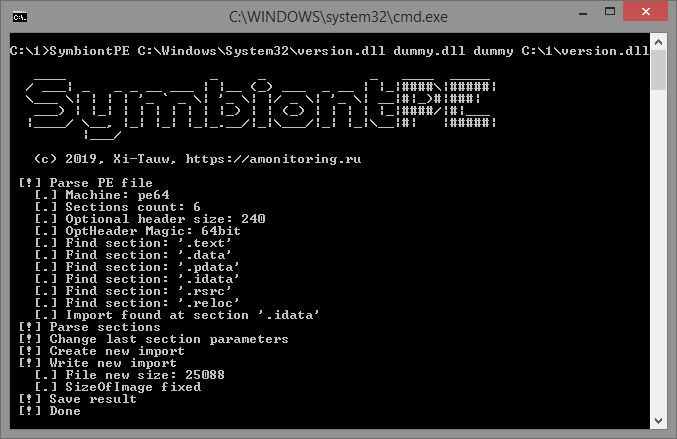 C:\WINDOWS\system32\cmd.exe
C:\1>SymbiontPE C:\Windows\System32\version.dll dummy.dll dummy C:\1\version.dll
SymbiontPE
(c) 2019, Xi-Tauw, https://amonitoring.ru
[!] Parse PE file
[.] Machine: pe64
[.] Sections count: 6
[.] Optional header size: 240
[.] OptHeader Magic: 64bit
[.] Find section: '.text'
[.] Find section: '.data'
[.] Find section: '.pdata'
[.] Find section: '.idata'
[.] Find section: '.rsrc'
[.] Find section: '.reloc'
[.] Import found at section '.idata'
[!] Parse sections
[!] Change last section parameters
[!] Create new import
[!] Write new import
[.] File new size: 25088
[.] SizeOfImage fixed
[!] Save result
[!] Done